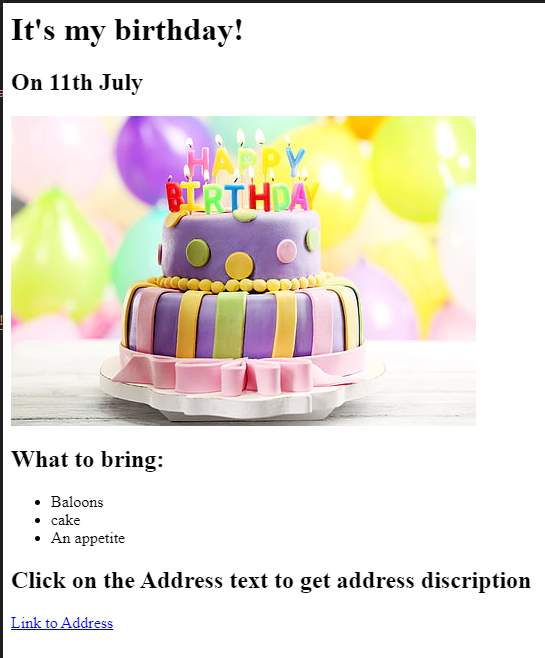 It's my birthday!
On 11th July
HAPPY
BIRTHDAY
What to bring:
Baloons
cake
An appetite
Click on the Address text to get address discription
Link to Address